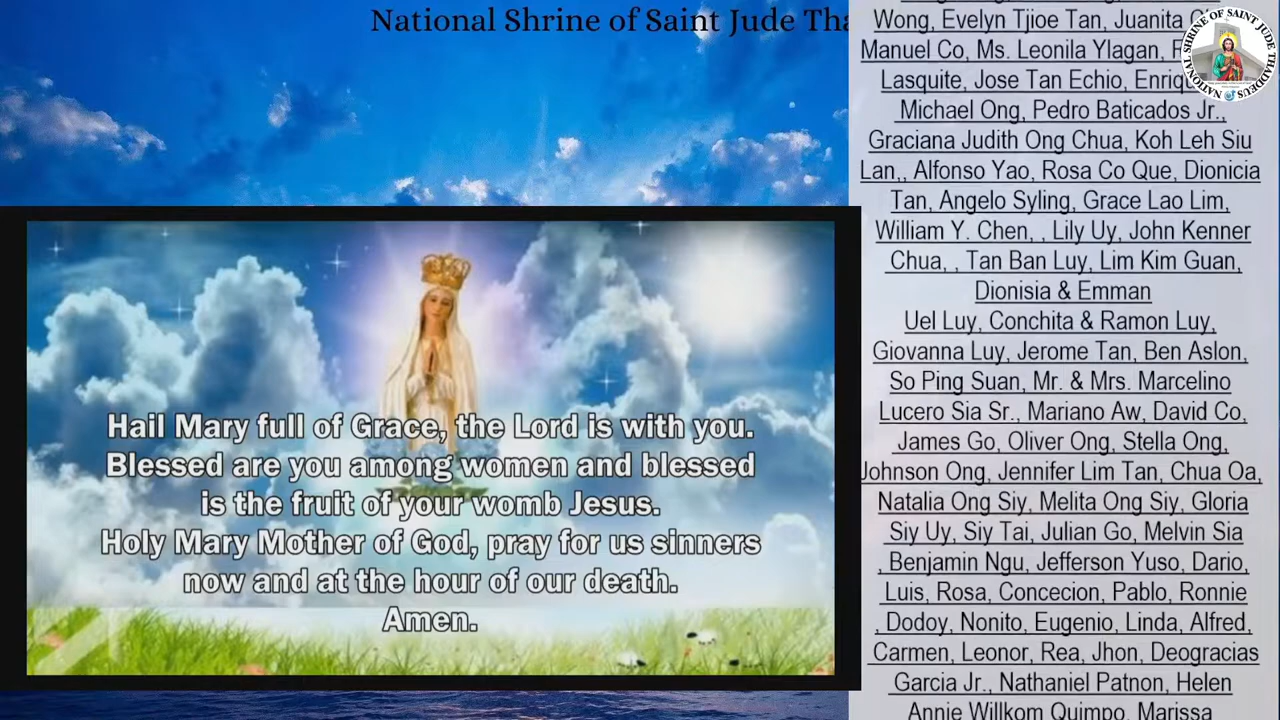 National Shrine of Saint Jude Tha
Wong, Evelyn Tjioe Tan, Juanita
Manuel Co, Ms. Leonila Ylagan,
Lasquite, Jose Tan Echio,
Michael Ong, Pedro Baticados Jr.,
Graciana Judith Ong Chua, Koh Leh Siu
Lan,, Alfonso Yao, Rosa Co Que, Dionicia
Tan, Angelo Syling, Grace Lao Lim,
William Y. Chen, , Lily Uy, John Kenner
Chua, , Tan Ban Luy, Lim Kim Guan,
Dionisia & Emman
Uel Luy, Conchita & Ramon Luy,
Giovanna Luy, Jerome Tan, Ben Aslon,
So Ping Suan, Mr. & Mrs. Marcelino
Lucero Sia Sr., Mariano Aw, David Co,
James Go, Oliver Ong, Stella Ong,
Johnson Ong, Jennifer Lim Tan, Chua Oa,
Natalia Ong Siy, Melita Ong Siy, Gloria
Siy Uy, Siy Tai, Julian Go, Melvin Sia
, Benjamin Ngu, Jefferson Yuso, Dario,
Luis, Rosa, Concecion, Pablo, Ronnie
, Dodoy, Nonito, Eugenio, Linda, Alfred,
Carmen, Leonor, Rea, Jhon, Deogracias
Garcia Jr., Nathaniel Patnon, Helen
Annie Willkom Quimpo, Marissa
NATIONAL SHRINE OF SAINT JUDE THADDEUS
Hail Mary full of Grace, the Lord is with you.
Blessed are you among women and blessed
is the fruit of your womb Jesus.
Holy Mary Mother of God, pray for us sinners
now and at the hour of our death.
Amen.